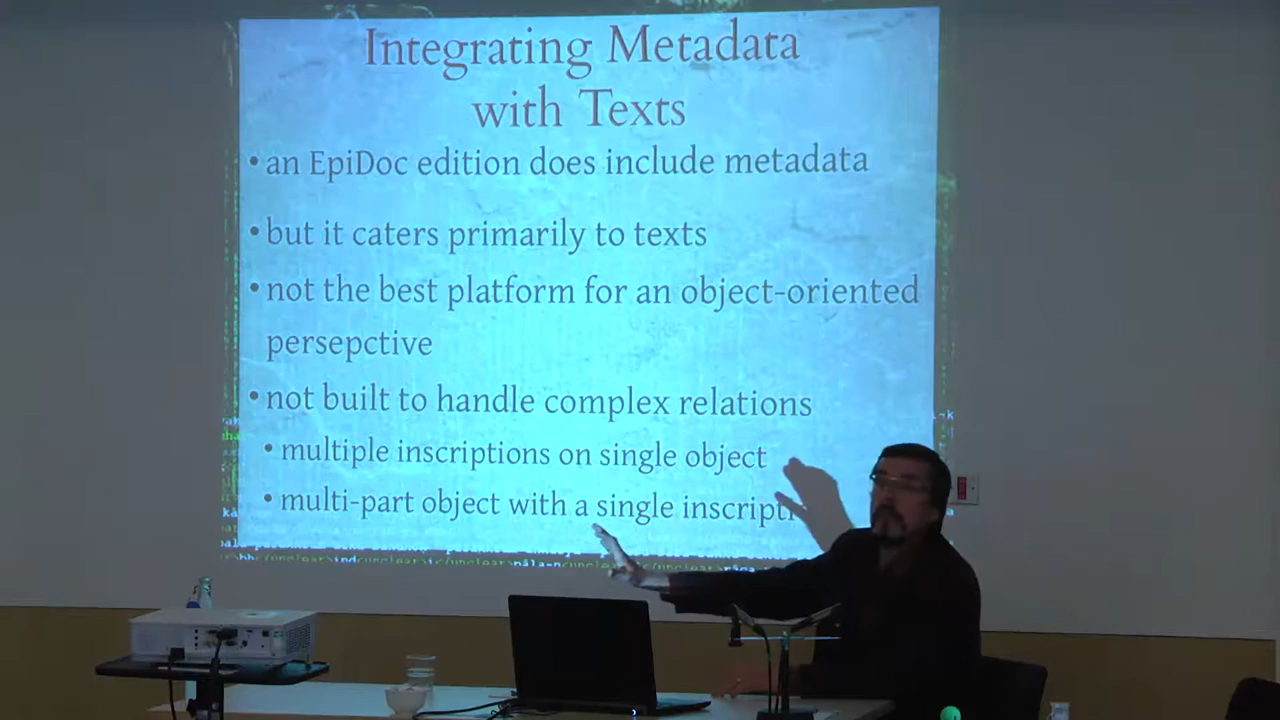 Integrating Metadata
with Texts
• an EpiDoc edition does include metadata
• but it caters primarily to texts
• not the best platform for an object-oriented
persepctive
• not built to handle complex relations
• multiple inscriptions on single object
• multi-part object with a single inscripti